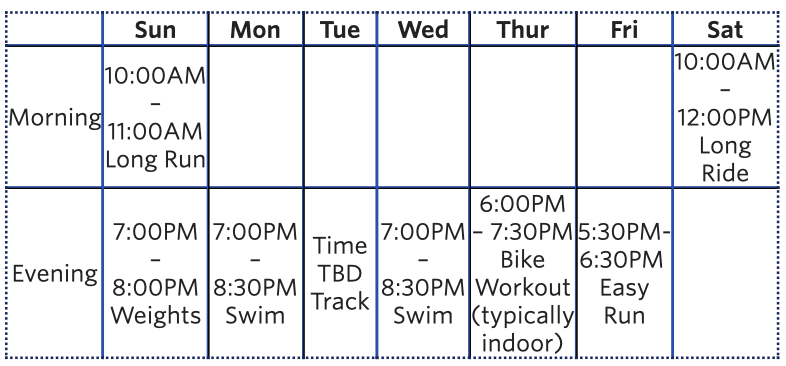 Sun Mon Tue Wed Thur Fri Sat
Morning
10:00AM
–
11:00AM
Long Run
10:00AM
–
12:00PM
Long
Ride
Evening
7:00PM
–
8:00PM
Weights
7:00PM
–
8:30PM
Swim
Time
TBD
Track
7:00PM
–
8:30PM
Swim
6:00PM
– 7:30PM
Bike
Workout
(typically
indoor)
5:30PM-
6:30PM
Easy
Run